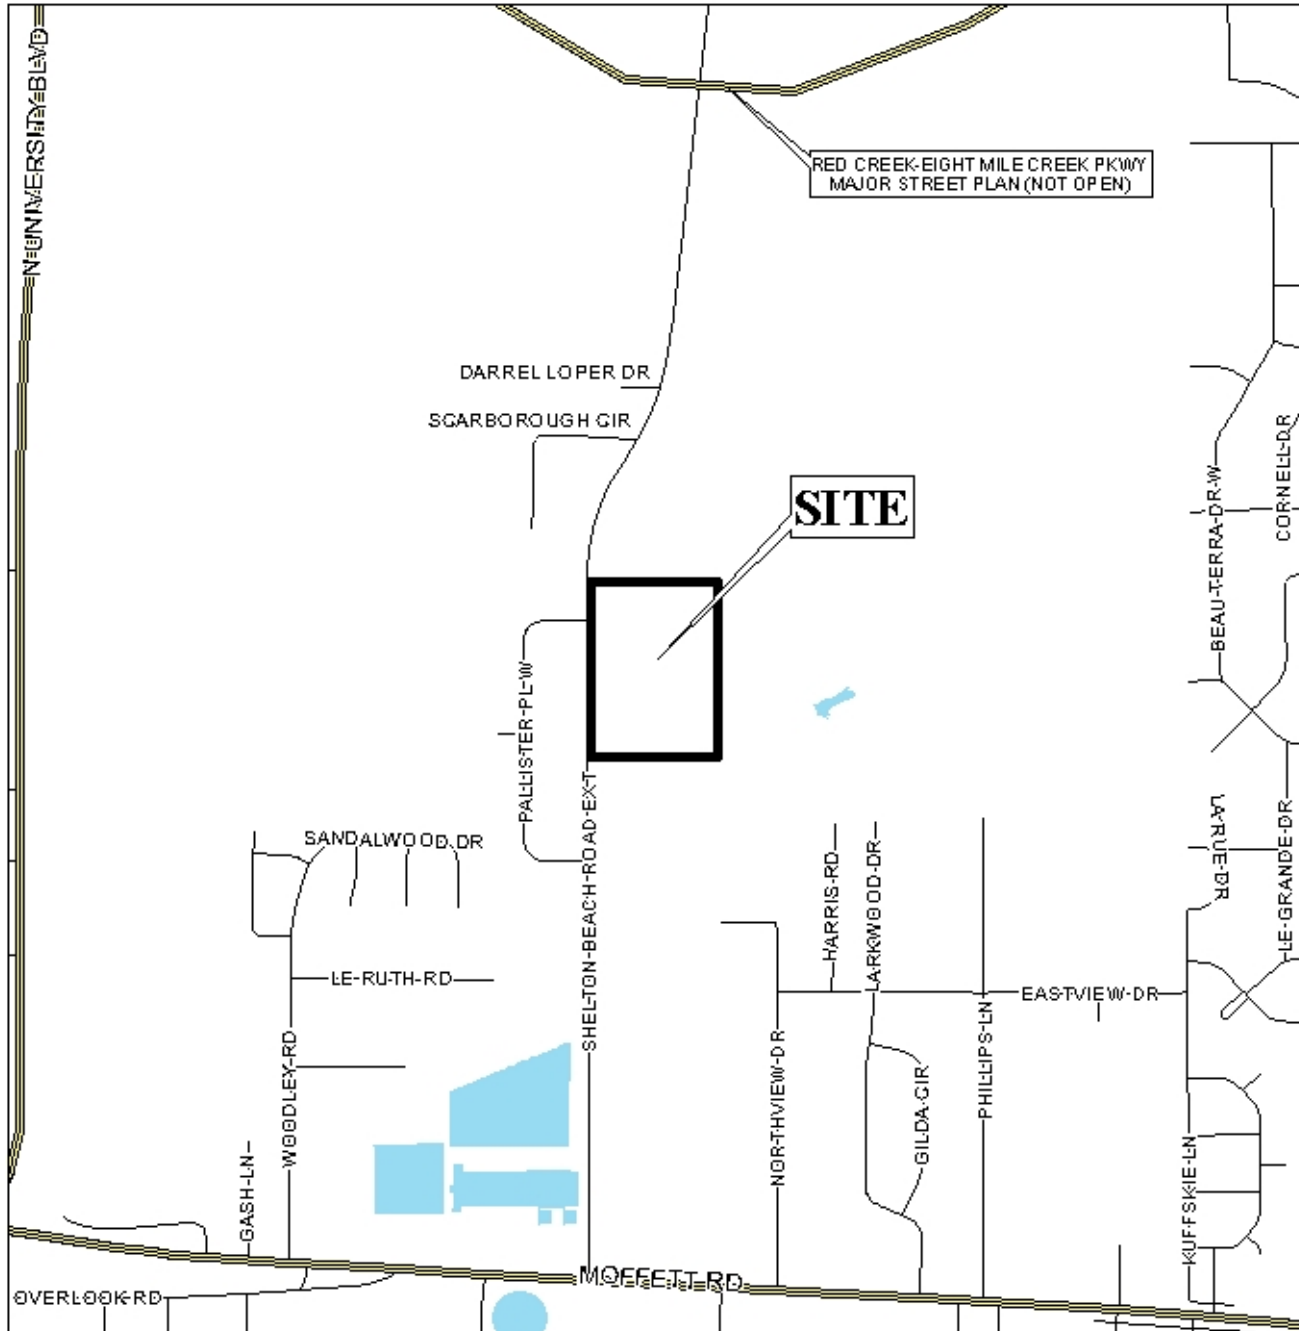 N UNIVERSITY BLVD
RED CREEK-EIGHT MILE CREEK PKWY
MAJOR STREET PLAN (NOT OPEN)
DARREL LOPER DR
SCARBOROUGH CIR
SITE
CORNELL DR
BEAU TERRA DR W
PALLISTER PL W
SHELTON BEACH ROAD EXT
SANDALWOOD DR
HARRIS RD
LARKWOOD DR
LA RUE DR
LE GRANDE DR
LE RUTH RD
EASTVIEW DR
WOODLEY RD
NORTHVIEW DR
GILDA CIR
PHILLIPS LN
GASH LN
KUFFSKIE LN
MOFFETT RD
OVERLOOK RD